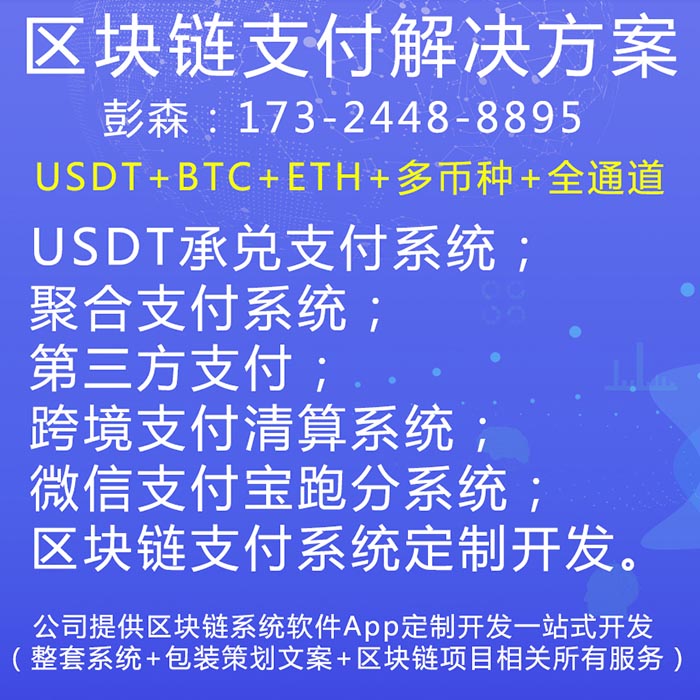 区块链支付解决方案
彭森：173-2448-8895
USDT+BTC+ETH+多币种+全通道
USDT承兑支付系统；
聚合支付系统；
第三方支付；
跨境支付清算系统；
微信支付宝跑分系统；
区块链支付系统定制开发。
公司提供区块链系统软件App定制开发一站式开发
（整套系统+包装策划文案+区块链项目相关所有服务）